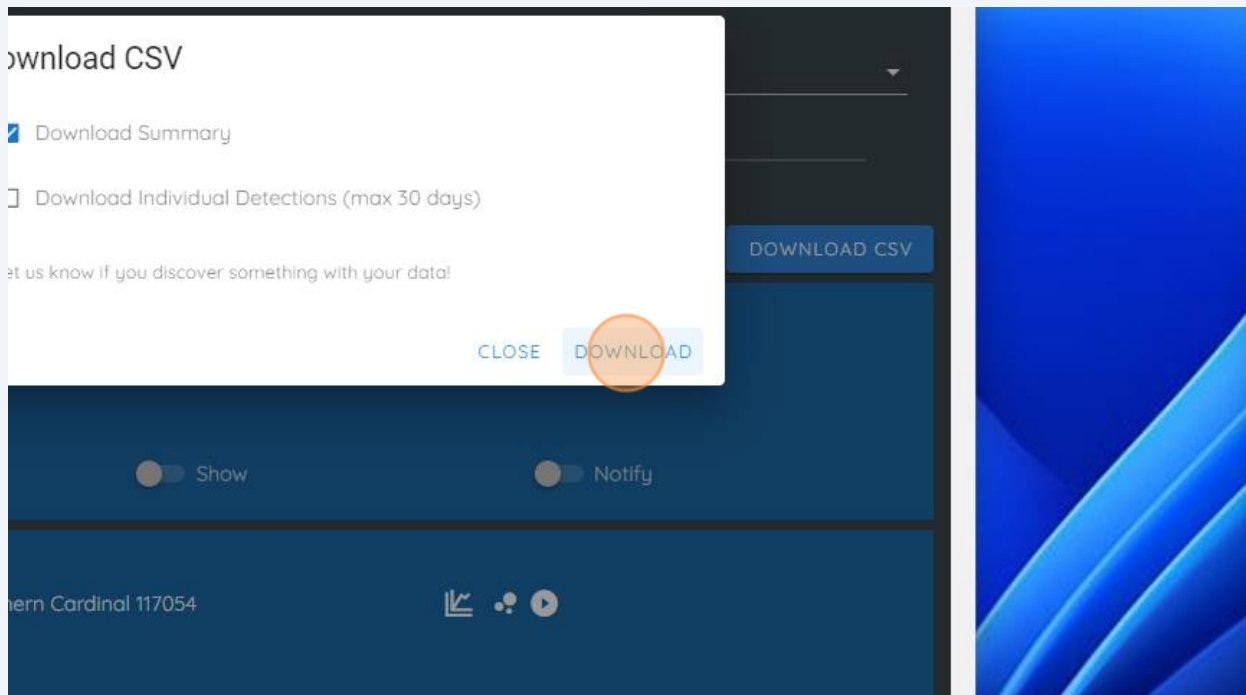 ownload CSV
Download Summary
Download Individual Detections (max 30 days)
et us know if you discover something with your data!
DOWNLOAD CSV
CLOSE DOWNLOAD
Show Notify
ern Cardinal 117054